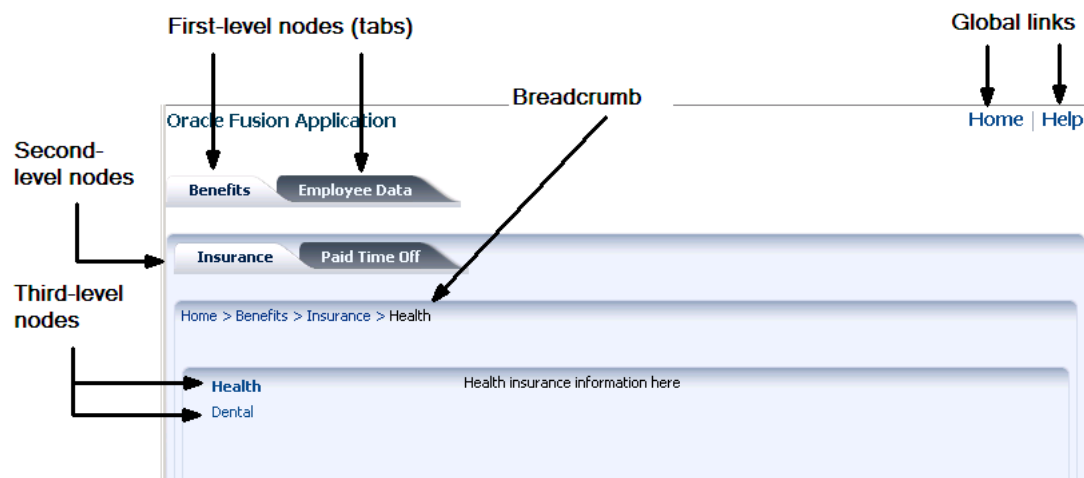 First-level nodes (tabs)
Global links
Breadcrumb
Oracle Fusion Application
Home | Help
Second-
level nodes
Benefits
Employee Data
Insurance
Paid Time Off
Third-level
nodes
Home > Benefits > Insurance > Health
Health
Health insurance information here
Dental